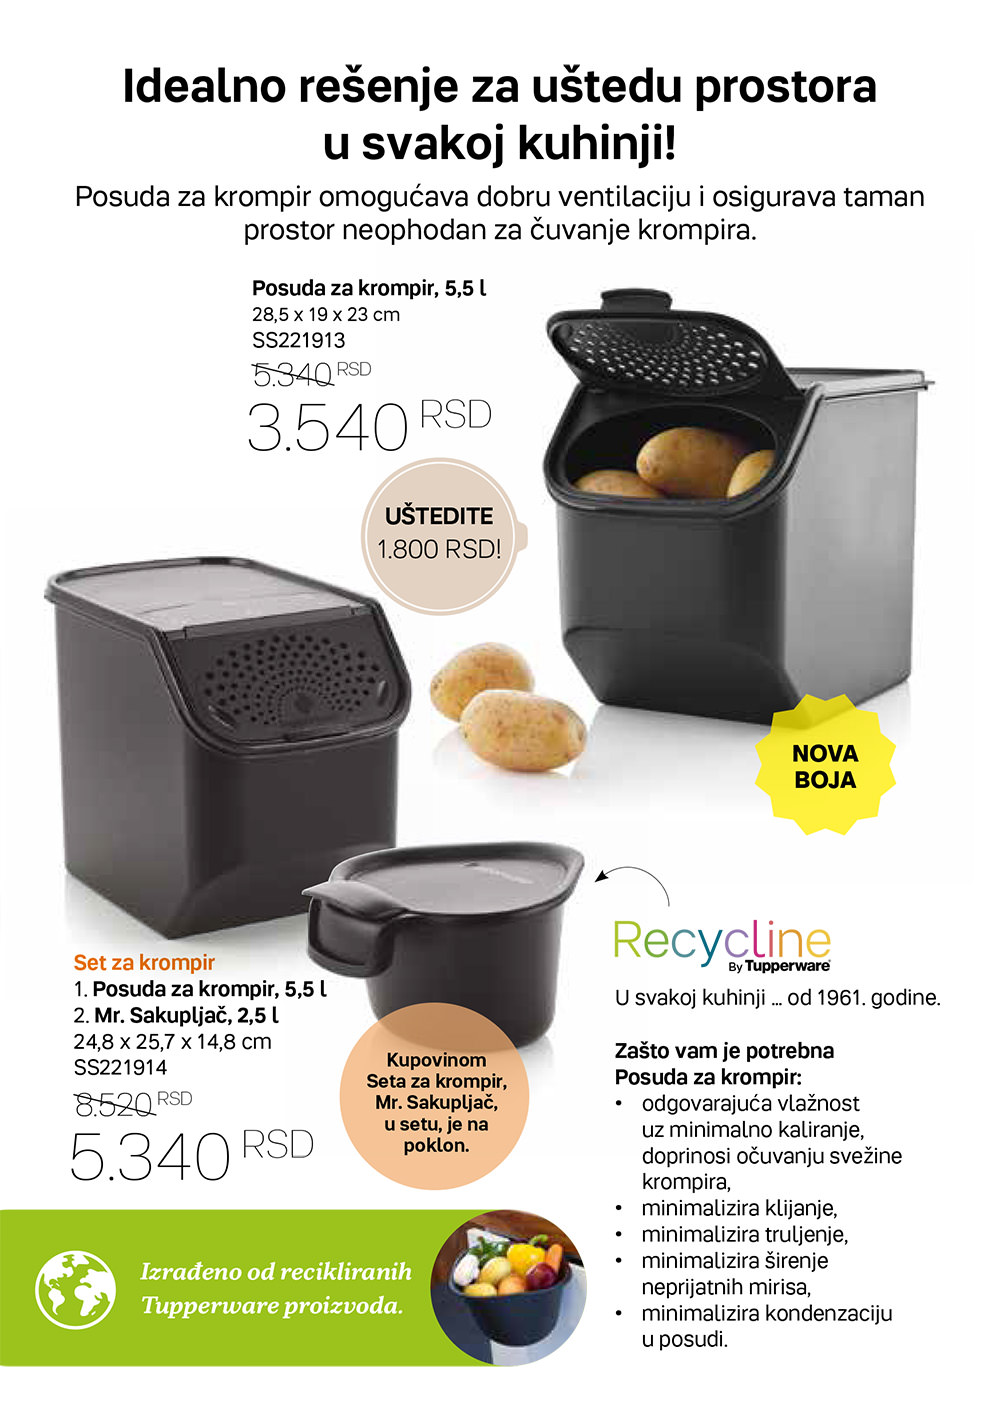 Idealno rešenje za uštedu prostora
u svakoj kuhinji!
Posuda za krompir omogućava dobru ventilaciju i osigurava taman
prostor neophodan za čuvanje krompira.
Posuda za krompir, 5,5 l
28,5 x 19 x 23 cm
SS221913
5.340 RSD
3.540 RSD
UŠTEDITE
1.800 RSD!
NOVA
BOJA
Set za krompir
1. Posuda za krompir, 5,5 l
2. Mr. Sakupljač, 2,5 l
24,8 x 25,7 x 14,8 cm
SS221914
8.520 RSD
5.340 RSD
Kupovinom
Seta za krompir,
Mr. Sakupljač,
u setu, je na
poklon.
Recycline
By Tupperware®
U svakoj kuhinji ... od 1961. godine.
Zašto vam je potrebna
Posuda za krompir:
• odgovarajuća vlažnost
uz minimalno kaliranje,
doprinosi očuvanju svežine
krompira,
• minimalizira klijanje,
• minimalizira truljenje,
• minimalizira širenje
neprijatnih mirisa,
• minimalizira kondenzaciju
u posudi.
Izrađeno od recikliranih
Tupperware proizvoda.